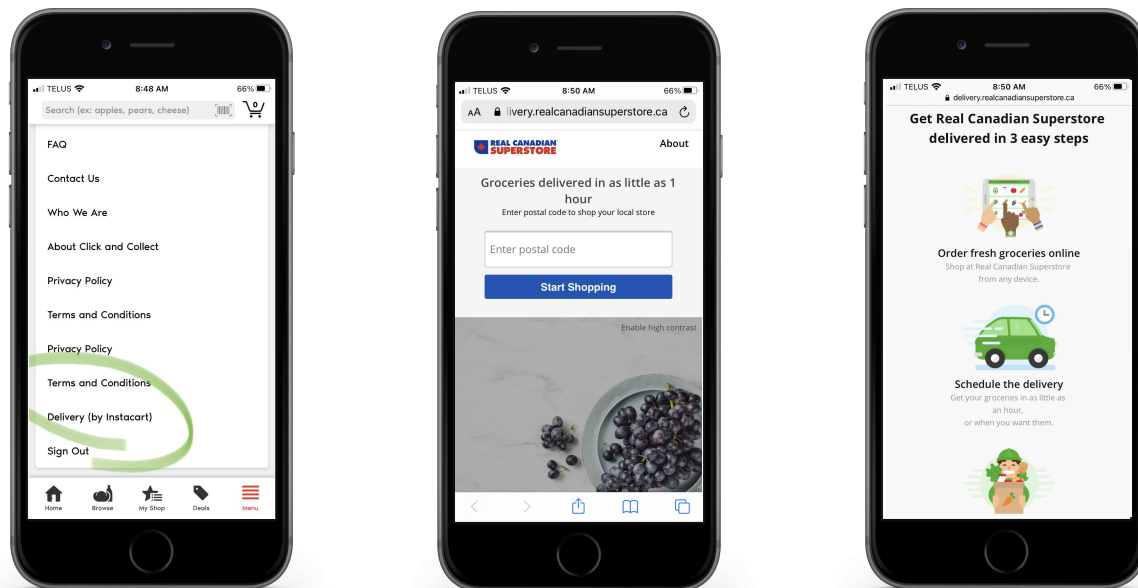 TELUS
8:48 AM
66%
Search (ex: apples, pears, cheese)
0
FAQ
Contact Us
Who We Are
About Click and Collect
Privacy Policy
Terms and Conditions
Privacy Policy
Terms and Conditions
Delivery (by Instacart)
Sign Out
Home
Browse
My Shop
Deals
Menu
TELUS
8:50 AM
66%
AA
livery.realcanadiansuperstore.ca
REAL CANADIAN
SUPERSTORE
About
Groceries delivered in as little as 1
hour
Enter postal code to shop your local store
Enter postal code
Start Shopping
Enable high contrast
TELUS
8:50 AM
66%
delivery.realcanadiansuperstore.ca
Get Real Canadian Superstore
delivered in 3 easy steps
Order fresh groceries online
Shop at Real Canadian Superstore
from any device.
Schedule the delivery
Get your groceries in as little as
an hour,
or when you want them.